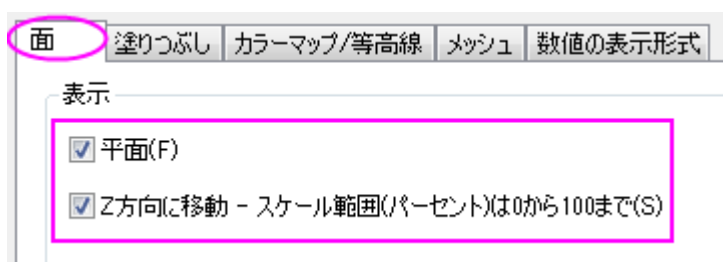 面 塗りつぶし カラーマップ/等高線 メッシュ 数値の表示形式
表示
平面(F)
Z方向に移動 - スケール範囲(パーセント)は0から100まで(S)